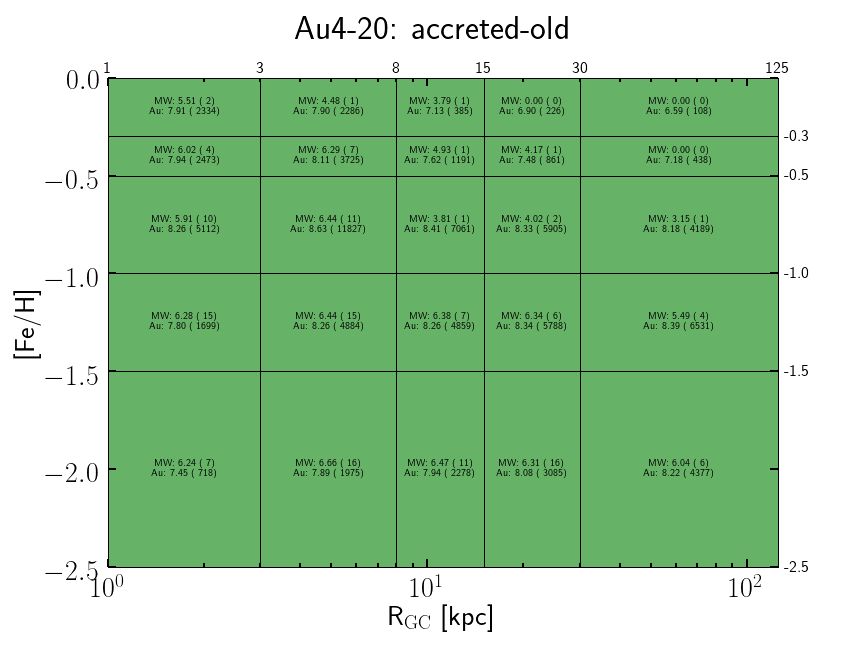 Au4-20: accreted-old
1 3 8 15 30 125
0.0
MW: 5.51 ( 2) MW: 4.48 ( 1) MW: 3.79 ( 1) MW: 0.00 ( 0) MW: 0.00 ( 0)
Au: 7.91 ( 2334) Au: 7.90 ( 2286) Au: 7.13 ( 385) Au: 6.90 ( 226) Au: 6.59 ( 108)
-0.3
MW: 6.02 ( 4) MW: 6.29 ( 7) MW: 4.93 ( 1) MW: 4.17 ( 1) MW: 0.00 ( 0)
Au: 7.94 ( 2473) Au: 8.11 ( 3725) Au: 7.62 ( 1191) Au: 7.48 ( 861) Au: 7.18 ( 438)
−0.5 -0.5
MW: 5.91 ( 10) MW: 6.44 ( 11) MW: 3.81 ( 1) MW: 4.02 ( 2) MW: 3.15 ( 1)
Au: 8.26 ( 5112) Au: 8.63 ( 11827) Au: 8.41 ( 7061) Au: 8.33 ( 5905) Au: 8.18 ( 4189)
−1.0 -1.0
MW: 6.28 ( 15) MW: 6.44 ( 15) MW: 6.38 ( 7) MW: 6.34 ( 6) MW: 5.49 ( 4)
Au: 7.80 ( 1699) Au: 8.26 ( 4884) Au: 8.26 ( 4859) Au: 8.34 ( 5788) Au: 8.39 ( 6531)
[Fe/H]
−1.5 -1.5
MW: 6.24 ( 7) MW: 6.66 ( 16) MW: 6.47 ( 11) MW: 6.31 ( 16) MW: 6.04 ( 6)
Au: 7.45 ( 718) Au: 7.89 ( 1975) Au: 7.94 ( 2278) Au: 8.08 ( 3085) Au: 8.22 ( 4377)
−2.0
−2.5 -2.5
10⁰ 10¹ 10²
R_GC [kpc]